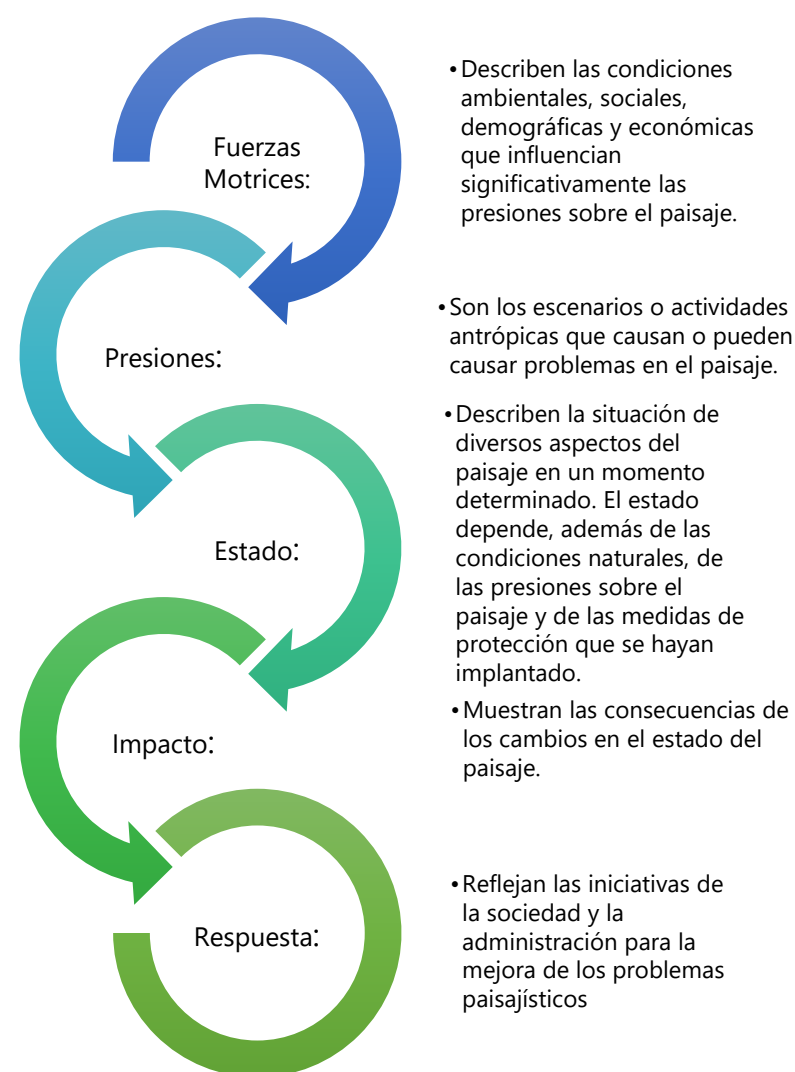 Fuerzas
Motrices:
•Describen las condiciones
ambientales, sociales,
demográficas y económicas
que influencian
significativamente las
presiones sobre el paisaje.
Presiones:
•Son los escenarios o actividades
antrópicas que causan o pueden
causar problemas en el paisaje.
Estado:
•Describen la situación de
diversos aspectos del
paisaje en un momento
determinado. El estado
depende, además de las
condiciones naturales, de
las presiones sobre el
paisaje y de las medidas de
protección que se hayan
implantado.
Impacto:
•Muestran las consecuencias de
los cambios en el estado del
paisaje.
Respuesta:
•Reflejan las iniciativas de
la sociedad y la
administración para la
mejora de los problemas
paisajísticos